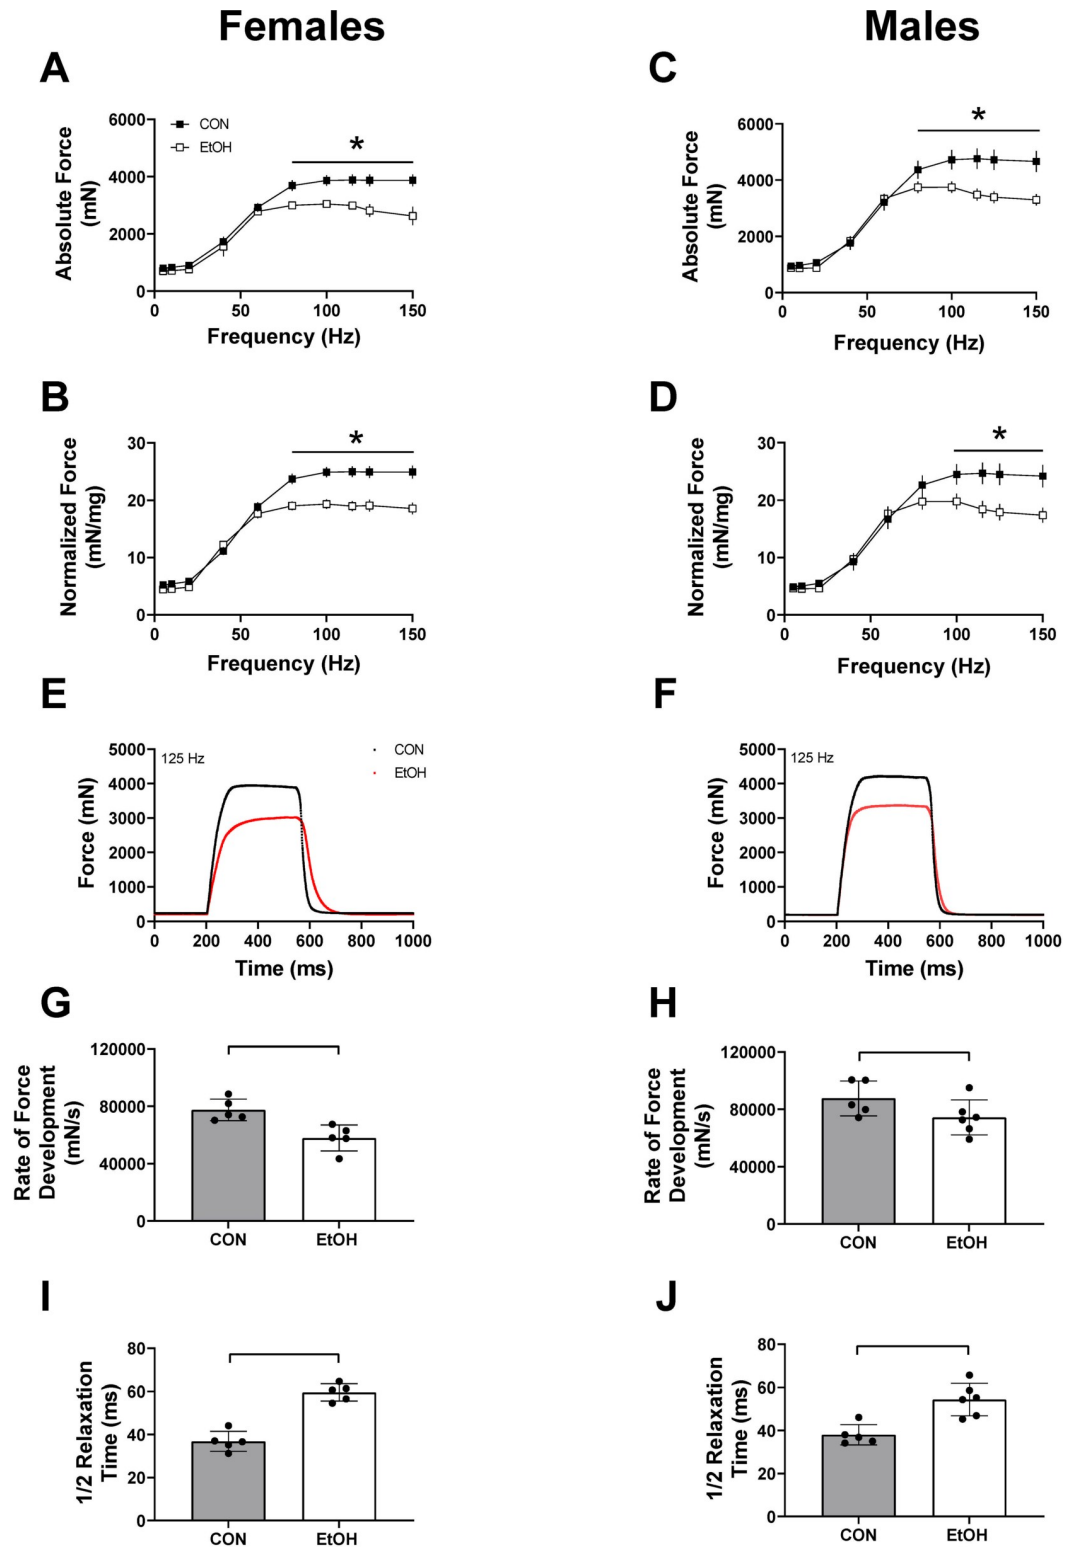 Females
Males
A
Absolute Force
(mN)
6000
4000
2000
0
CON
EtOH
*
0
50
100
150
Frequency (Hz)
C
Absolute Force
(mN)
6000
4000
2000
0
*
0
50
100
150
Frequency (Hz)
B
Normalized Force
(mN/mg)
30
20
10
0
*
0
50
100
150
Frequency (Hz)
D
Normalized Force
(mN/mg)
30
20
10
0
*
0
50
100
150
Frequency (Hz)
E
Force (mN)
5000
4000
3000
2000
1000
0
125 Hz
CON
EtOH
0
200
400
600
800
1000
Time (ms)
F
Force (mN)
5000
4000
3000
2000
1000
0
125 Hz
0
200
400
600
800
1000
Time (ms)
G
Rate of Force
Development
(mN/s)
120000
80000
40000
0
CON
EtOH
H
Rate of Force
Development
(mN/s)
120000
80000
40000
0
CON
EtOH
I
1/2 Relaxation
Time (ms)
80
60
40
20
0
CON
EtOH
J
1/2 Relaxation
Time (ms)
80
60
40
20
0
CON
EtOH